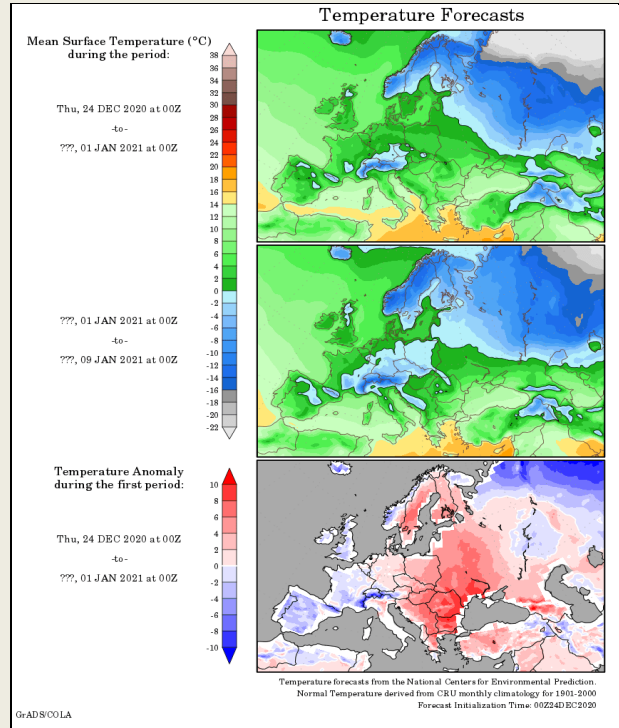 Temperature Forecasts
Mean Surface Temperature (°C)
during the period:
Thu, 24 DEC 2020 at 00Z
-to-
???, 01 JAN 2021 at 00Z
38
36
34
32
30
28
26
24
22
20
18
16
14
12
10
8
6
4
2
0
-2
-4
-6
-8
-10
-12
-14
-16
-18
-20
-22
???, 01 JAN 2021 at 00Z
-to-
???, 09 JAN 2021 at 00Z
Temperature Anomaly
during the first period:
Thu, 24 DEC 2020 at 00Z
-to-
???, 01 JAN 2021 at 00Z
10
8
6
4
2
0
-2
-4
-6
-8
-10
Temperature forecasts from the National Centers for Environmental Prediction.
Normal Temperature derived from CRU monthly climatology for 1901-2000
Forecast Initialization Time: 00Z24DEC2020
GrADS/COLA